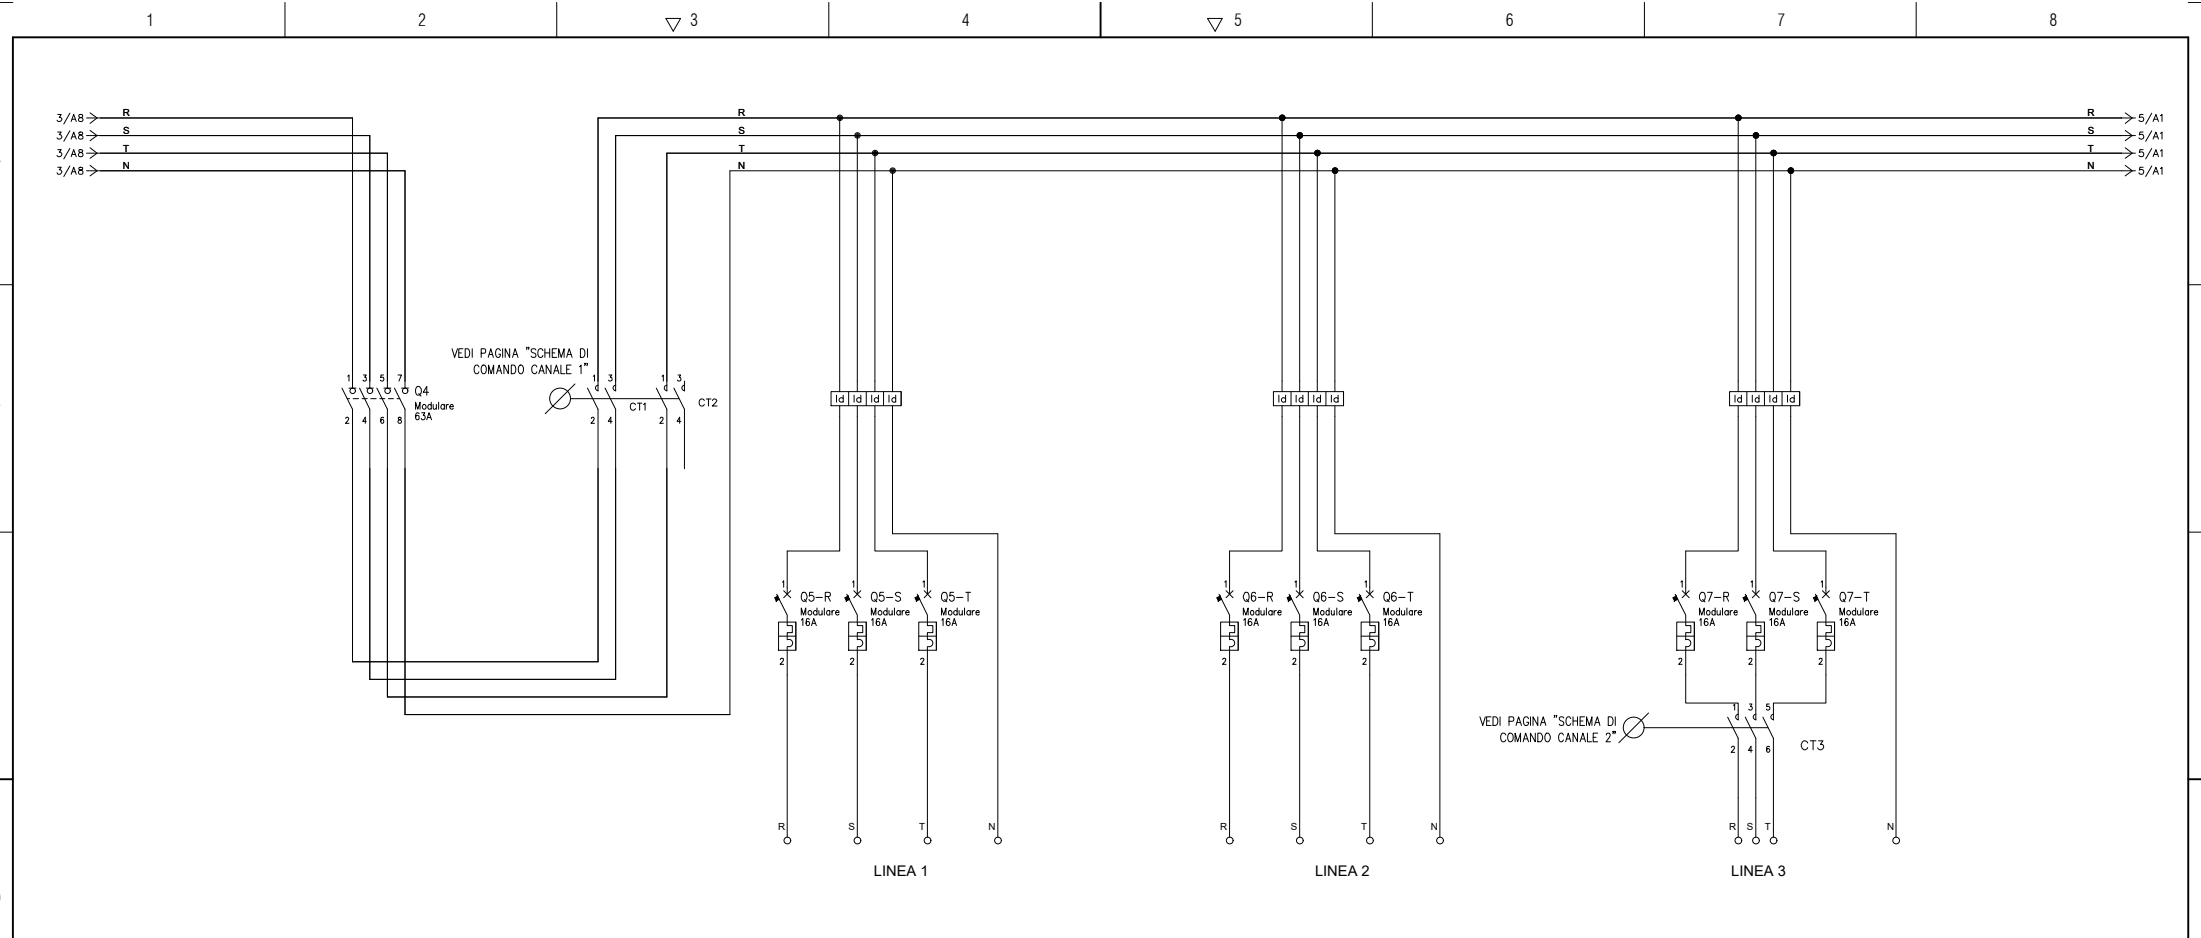 1 2 3 4 5 6 7 8
3/A8 R R R 5/A1
3/A8 S S S 5/A1
3/A8 T T T 5/A1
3/A8 N N N 5/A1
VEDI PAGINA "SCHEMA DI
COMANDO CANALE 1"
1 3 5 7
Q4
Modulare
63A
2 4 6 8
1 3
CT1
2 4
1 3
CT2
2 4
Id Id Id Id
Id Id Id Id
Id Id Id Id
1
Q5-R
Modulare
16A
2
1
Q5-S
Modulare
16A
2
1
Q5-T
Modulare
16A
2
1
Q6-R
Modulare
16A
2
1
Q6-S
Modulare
16A
2
1
Q6-T
Modulare
16A
2
1
Q7-R
Modulare
16A
2
1
Q7-S
Modulare
16A
2
1
Q7-T
Modulare
16A
2
VEDI PAGINA "SCHEMA DI
COMANDO CANALE 2"
1 3 5
CT3
2 4 6
R S T N
R S T N
R S T N
LINEA 1
LINEA 2
LINEA 3